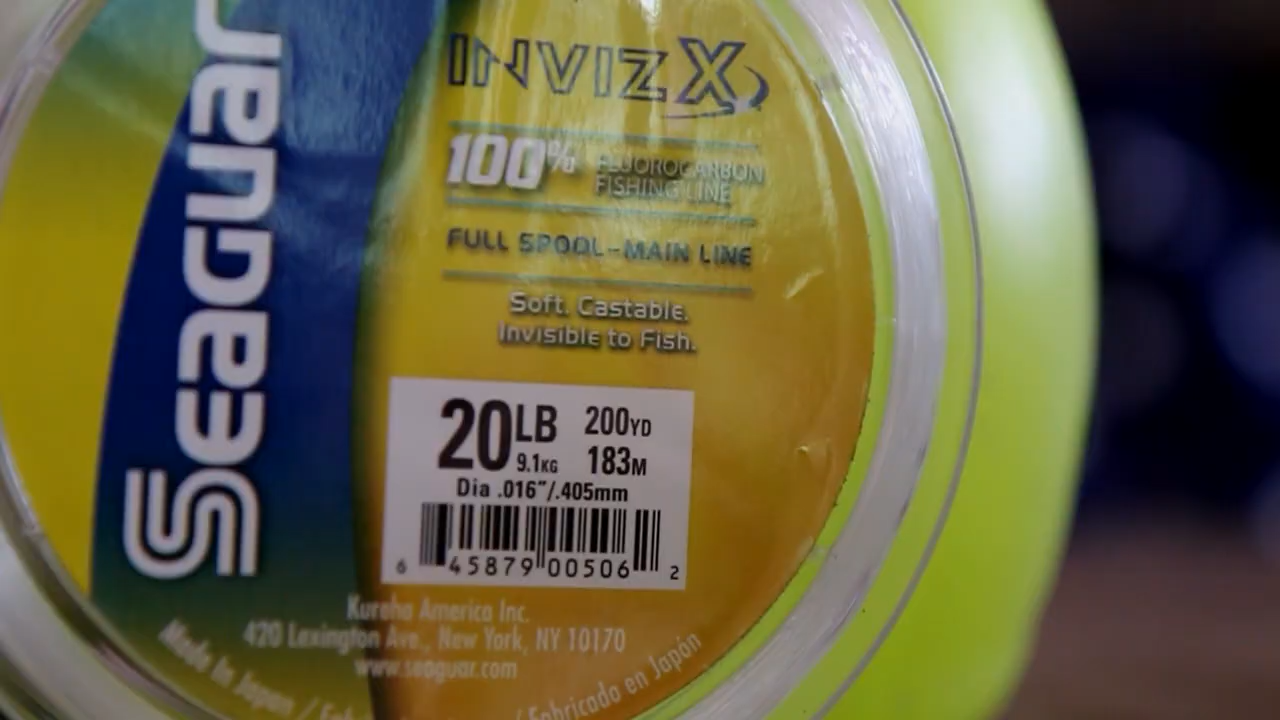 Seaguar
INVIZX
100% FLUOROCARBON
FISHING LINE
FULL SPOOL-MAIN LINE
Soft. Castable.
Invisible to Fish.
20LB 200YD
9.1KG 183M
Dia .016"/.405mm
6 45879 00506 2
Kureha America Inc.
420 Lexington Ave., New York, NY 10170
www.seaguar.com
Made In Japan / / Fabricado en Japón